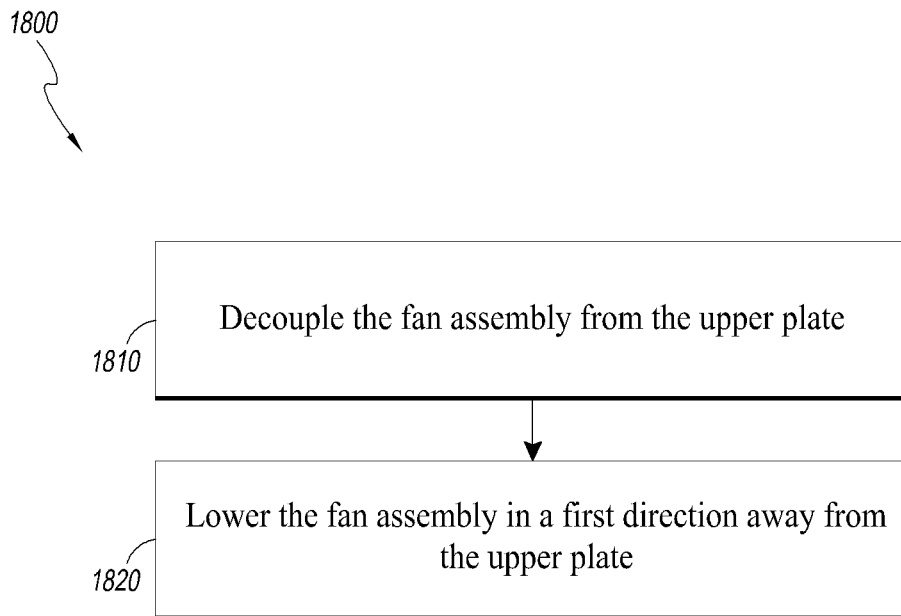 1800
Decouple the fan assembly from the upper plate
1810
Lower the fan assembly in a first direction away from
the upper plate
1820